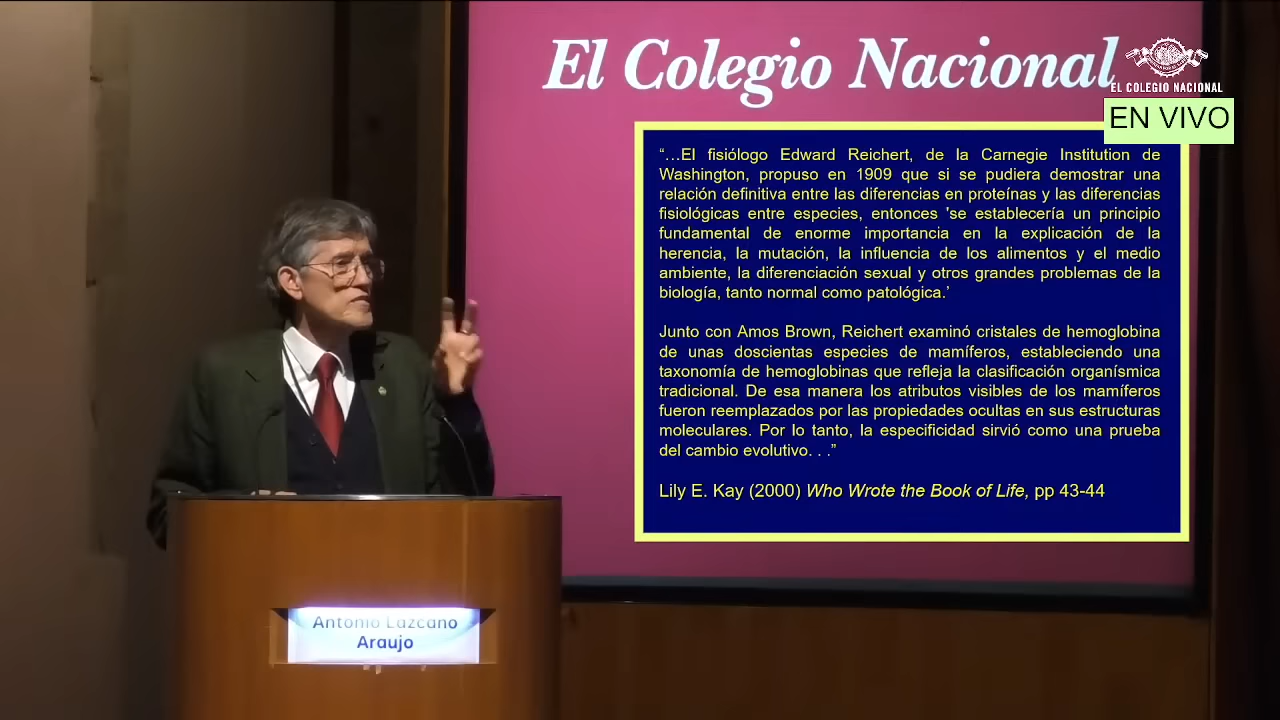 El Colegio Nacional
EL COLEGIO NACIONAL
EN VIVO
“…El fisiólogo Edward Reichert, de la Carnegie Institution de
Washington, propuso en 1909 que si se pudiera demostrar una
relación definitiva entre las diferencias en proteínas y las diferencias
fisiológicas entre especies, entonces 'se establecería un principio
fundamental de enorme importancia en la explicación de la
herencia, la mutación, la influencia de los alimentos y el medio
ambiente, la diferenciación sexual y otros grandes problemas de la
biología, tanto normal como patológica.’
Junto con Amos Brown, Reichert examinó cristales de hemoglobina
de unas doscientas especies de mamíferos, estableciendo una
taxonomía de hemoglobinas que refleja la clasificación organísmica
tradicional. De esa manera los atributos visibles de los mamíferos
fueron reemplazados por las propiedades ocultas en sus estructuras
moleculares. Por lo tanto, la especificidad sirvió como una prueba
del cambio evolutivo. . .”
Lily E. Kay (2000) Who Wrote the Book of Life, pp 43-44
Antonio Lazcano
Araujo